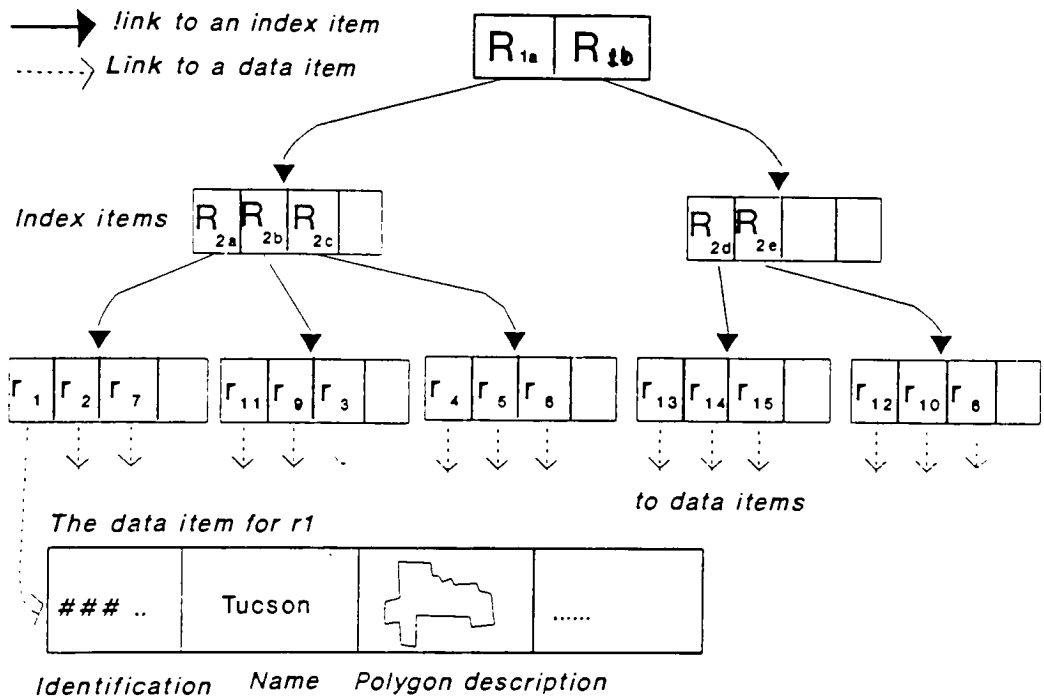 link to an index item
Link to a data item
R1a R1b
Index items
R2a R2b R2c
R2d R2e
r1 r2 r7
r11 r9 r3
r4 r5 r6
r13 r14 r15
r12 r10 r6
to data items
The data item for r1
### .. Tucson ......
Identification Name Polygon description